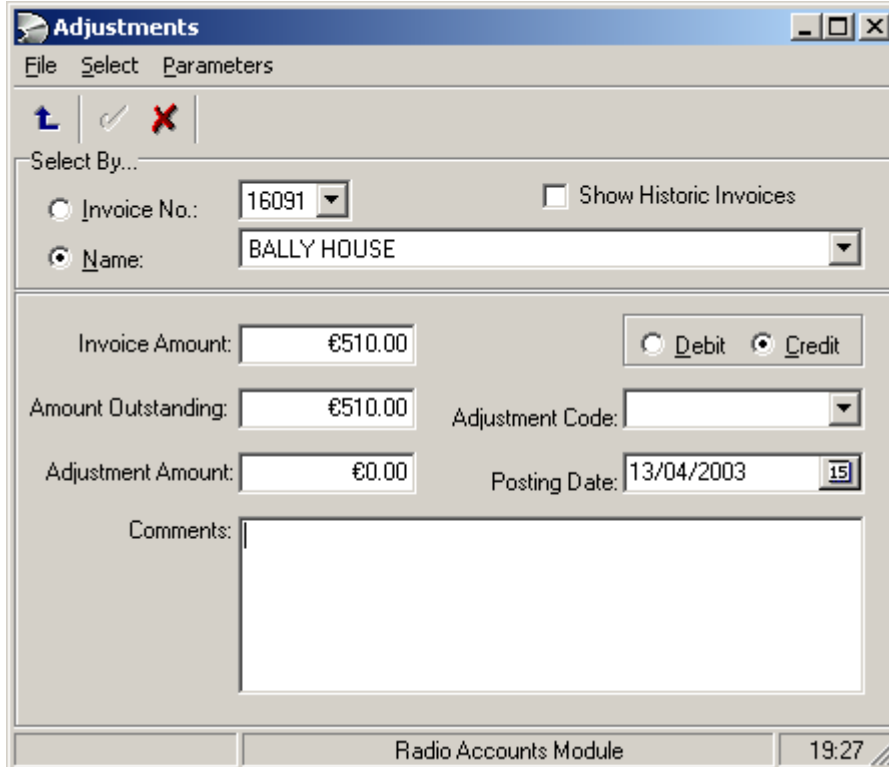 Adjustments
File Select Parameters
Select By...
Invoice No.: 16091 Show Historic Invoices
Name: BALLY HOUSE
Invoice Amount: €510.00 Debit Credit
Amount Outstanding: €510.00 Adjustment Code:
Adjustment Amount: €0.00 Posting Date: 13/04/2003 15
Comments:
Radio Accounts Module 19:27